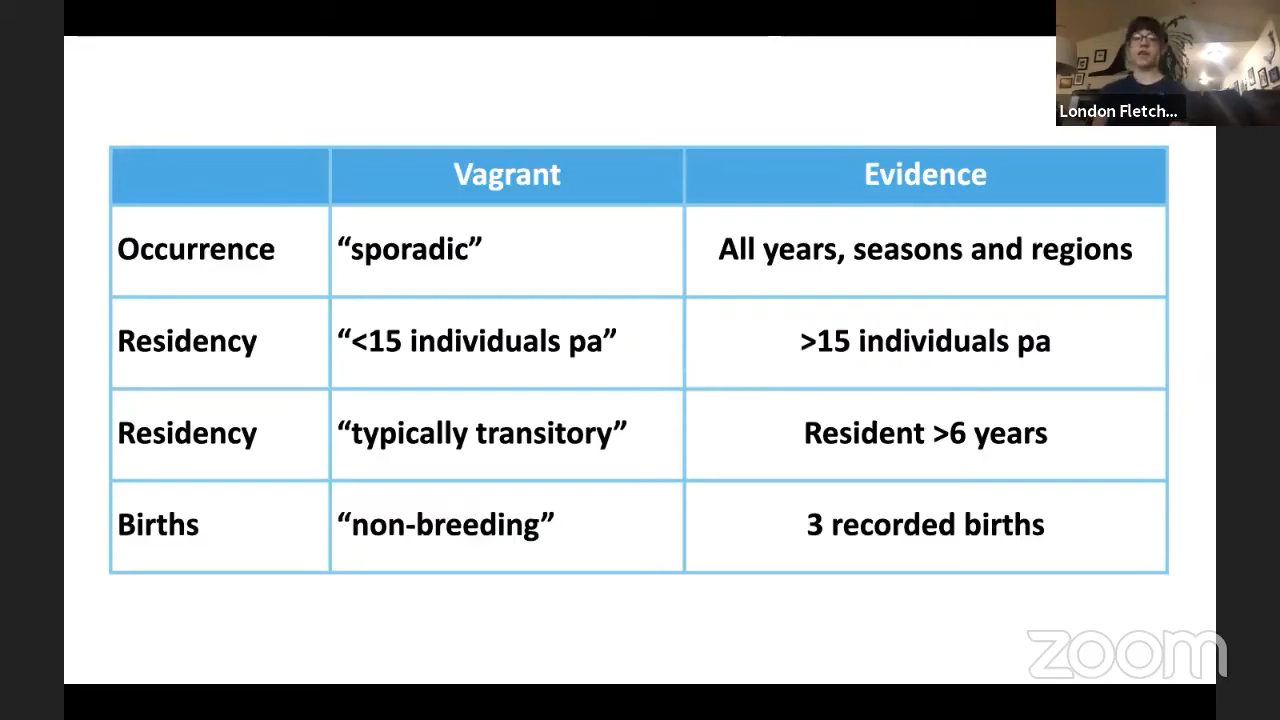 London Fletch...
Vagrant Evidence
Occurrence “sporadic” All years, seasons and regions
Residency “<15 individuals pa” >15 individuals pa
Residency “typically transitory” Resident >6 years
Births “non-breeding” 3 recorded births
zoom